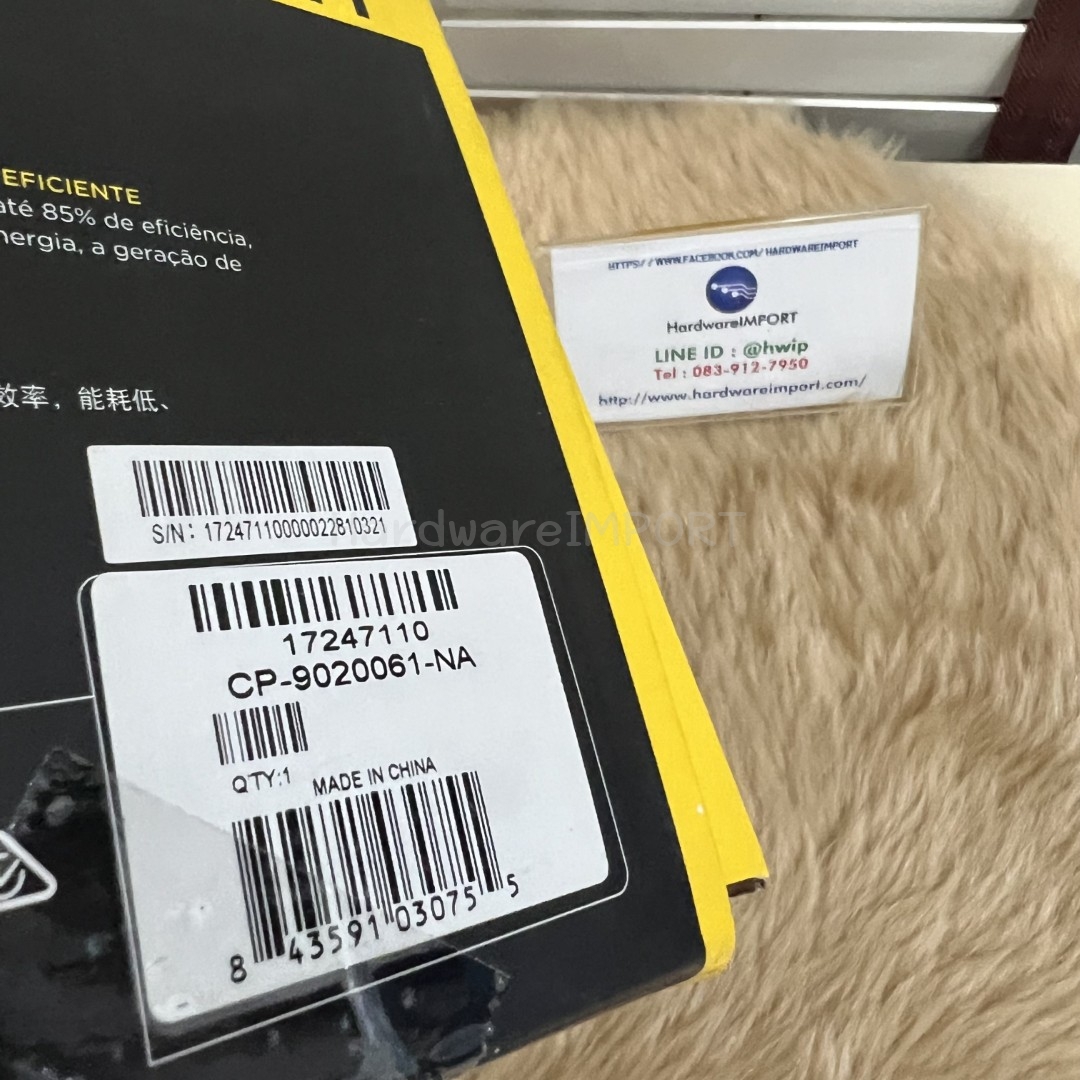 EFICIENTE
até 85% de eficiência,
nergia, a geração de
效率，能耗低、
S/N: 17247110000022810321
17247110
CP-9020061-NA
QTY:1
MADE IN CHINA
8 43591 03075 5
HTTPS://WWW.FACEBOOK.COM/HARDWAREIMPORT
HardwareIMPORT
LINE ID : @hwip
Tel : 083-912-7950
http://www.hardwareimport.com/
HardwareIMPORT